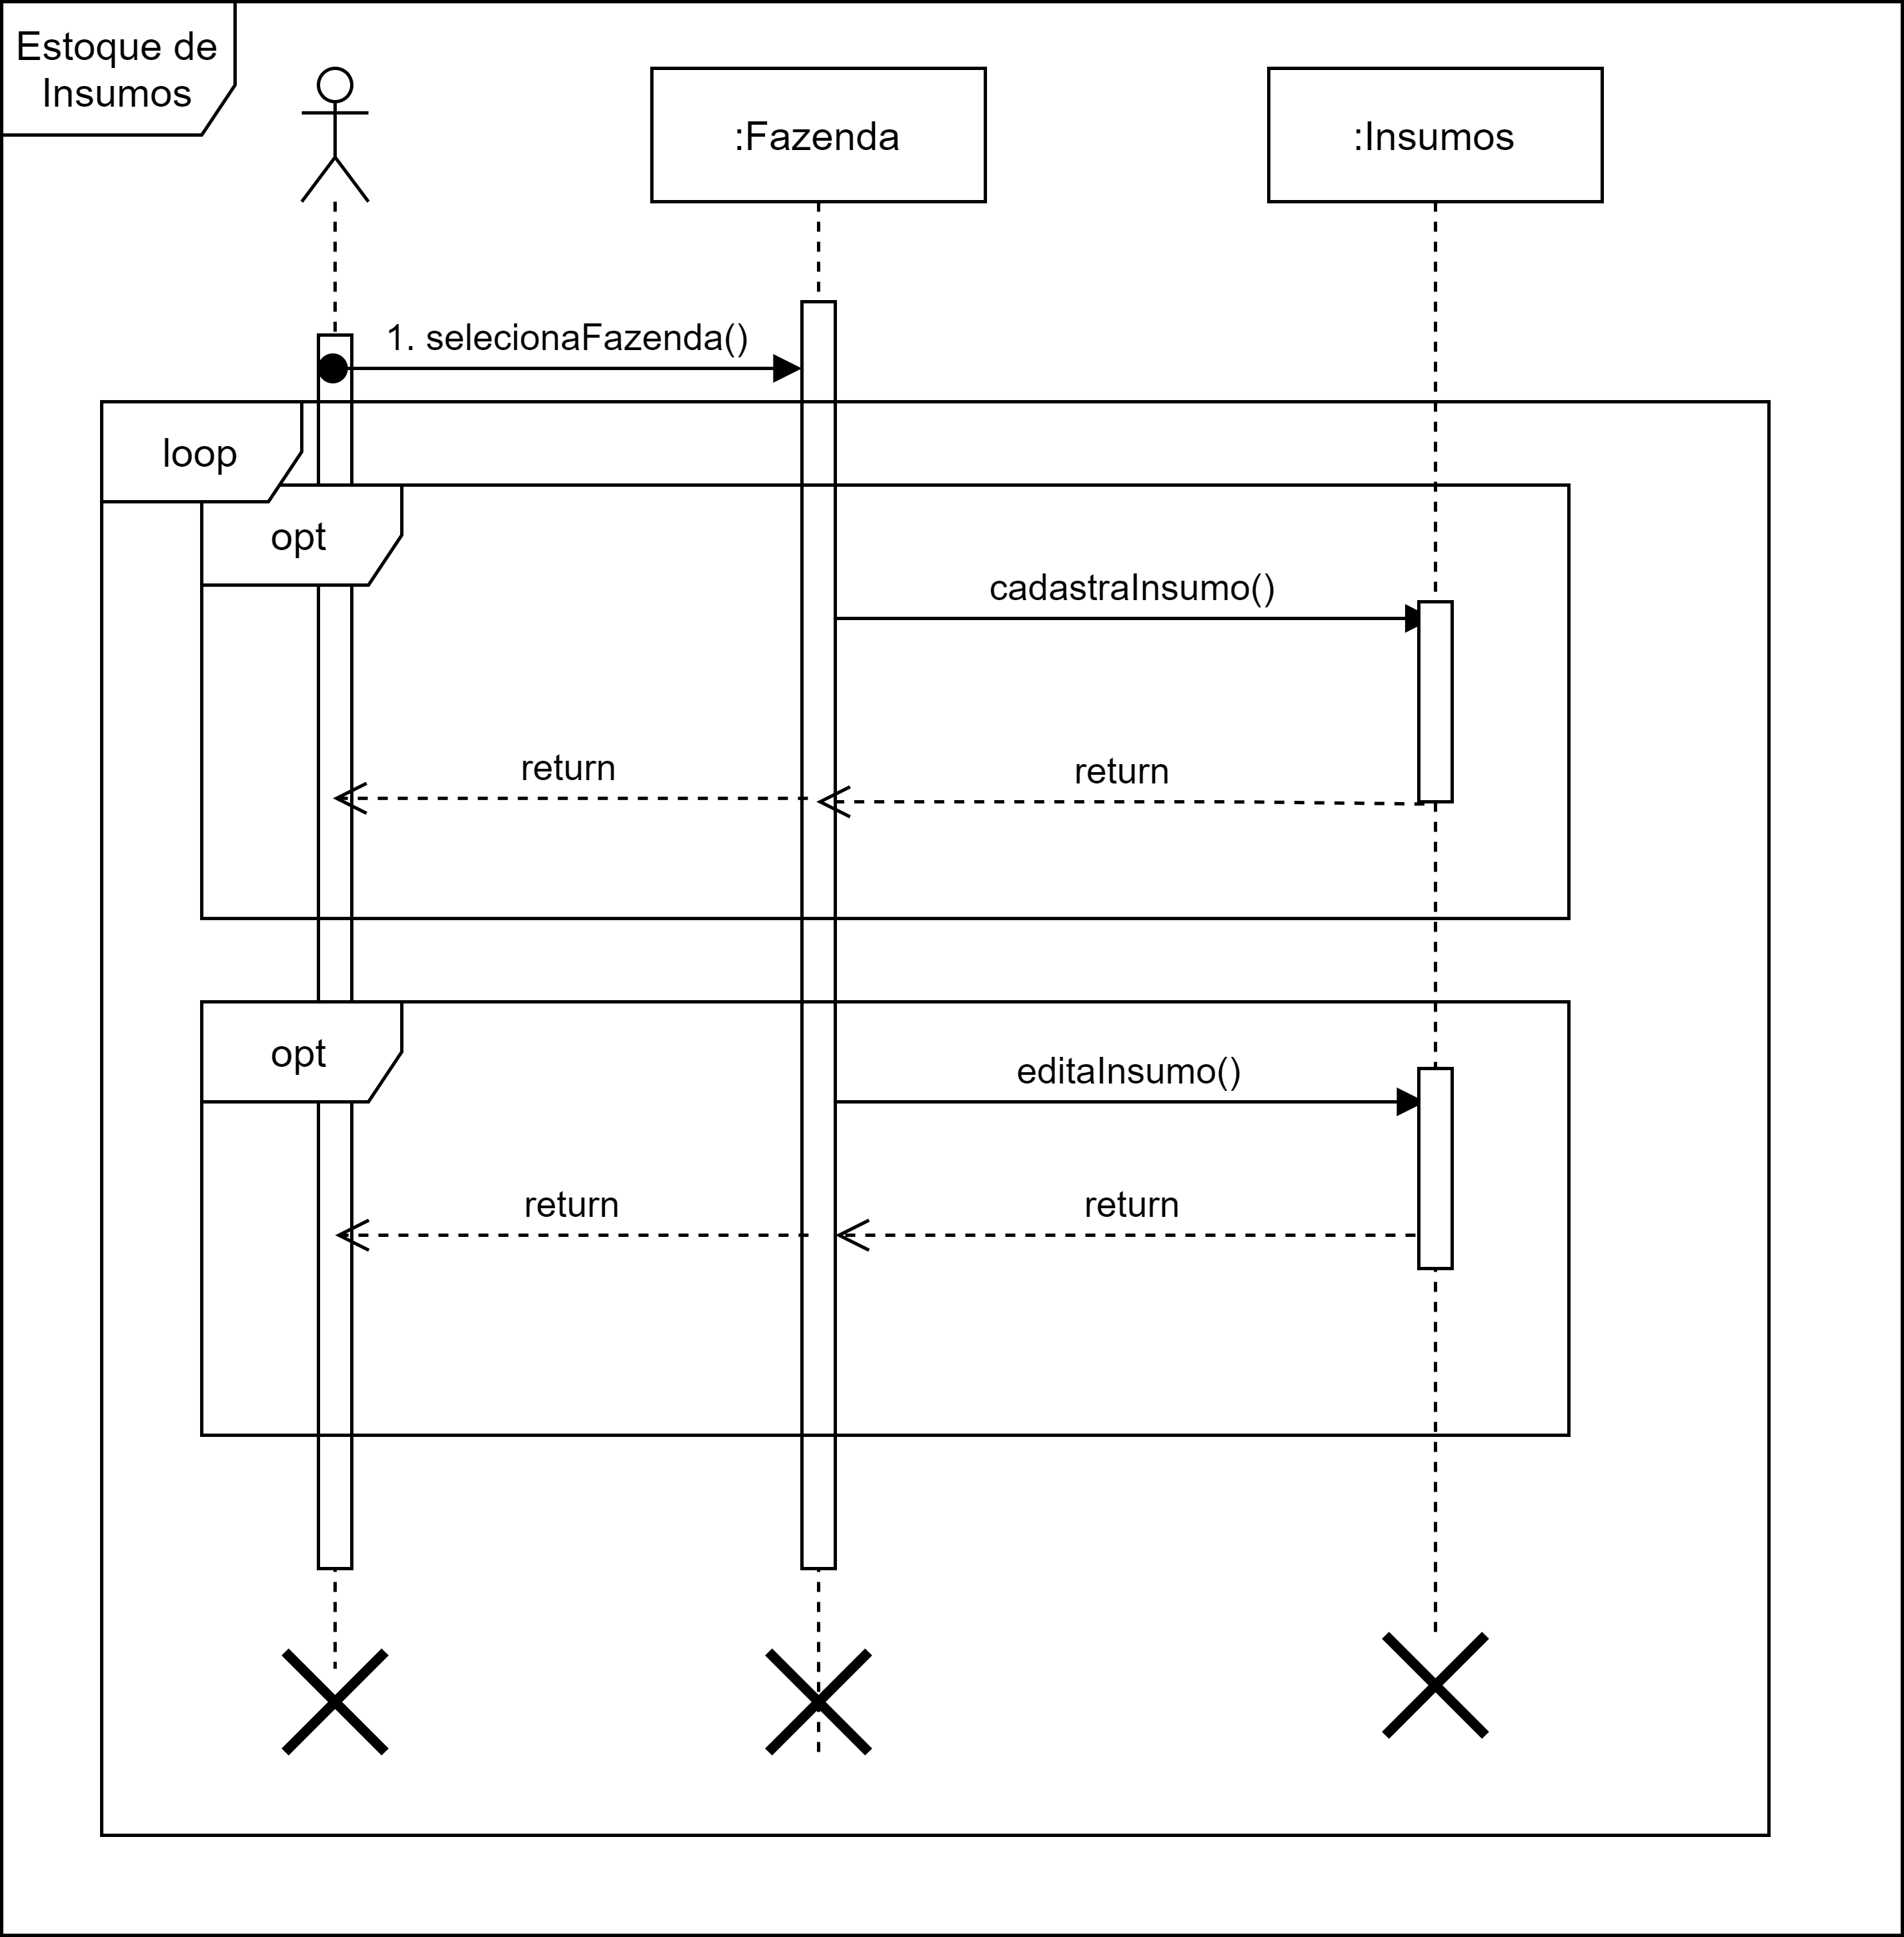 Estoque de
Insumos
:Fazenda
:Insumos
1. selecionaFazenda()
loop
opt
cadastraInsumo()
return
return
opt
editaInsumo()
return
return